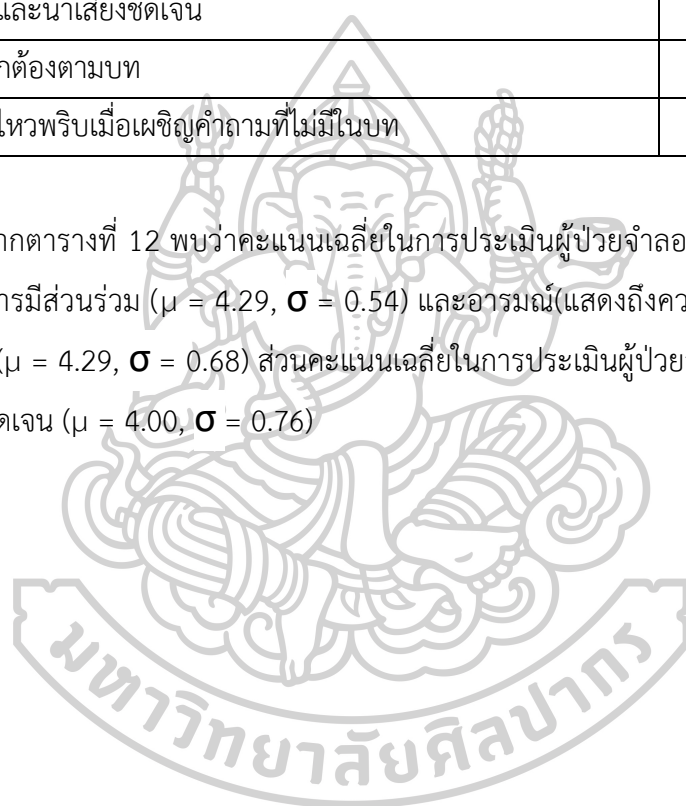 และน้ำเสียงชัดเจน
กต้องตามบท
ไหวพริบเมื่อเผชิญคำถามที่ไม่มีในบท
ากตารางที่ 12 พบว่าคะแนนเฉลี่ยในการประเมินผู้ป่วยจำลอ
ารมีส่วนร่วม (μ = 4.29, σ = 0.54) และอารมณ์(แสดงถึงคว
(μ = 4.29, σ = 0.68) ส่วนคะแนนเฉลี่ยในการประเมินผู้ป่วย
ดเจน (μ = 4.00, σ = 0.76)
มหาวิทยาลัยศิลปากร